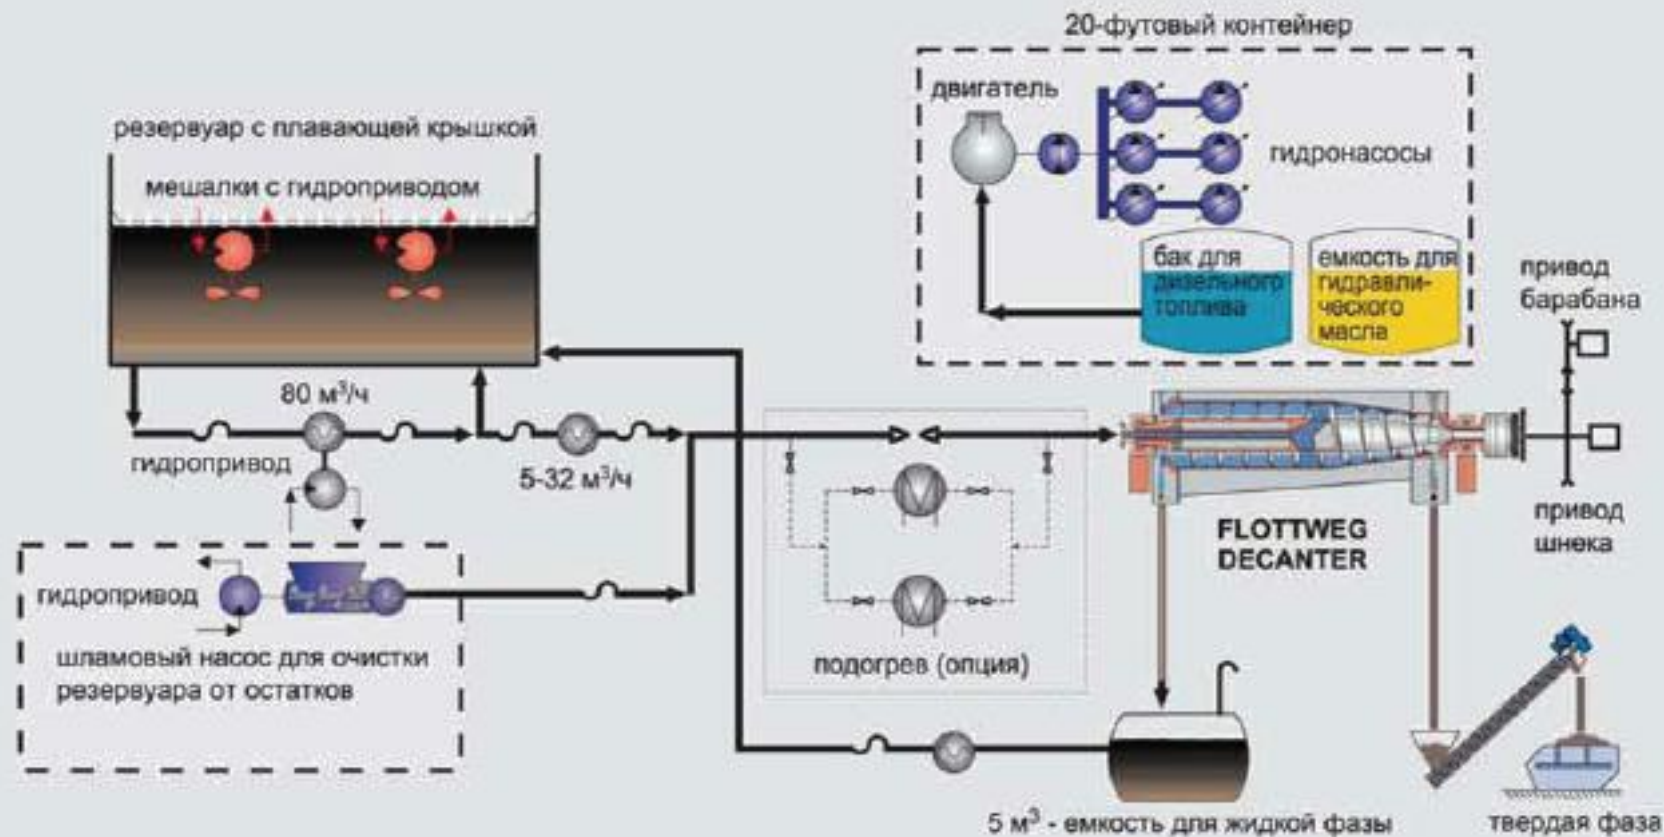 20-футовый контейнер
двигатель
гидронасосы
бак для
дизельного
топлива
емкость для
гидравли-
ческого
масла
резервуар с плавающей крышкой
мешалки с гидроприводом
привод
барабана
80 м³/ч
гидропривод
5-32 м³/ч
FLOTTWEG
DECANTER
привод
шнека
гидропривод
шламовый насос для очистки
резервуара от остатков
подогрев (опция)
5 м³ - емкость для жидкой фазы
твердая фаза